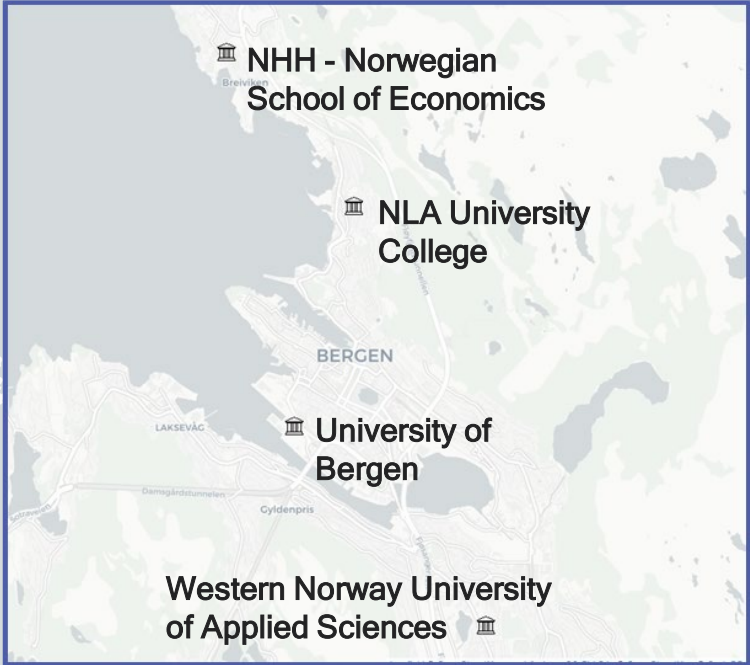 NHH - Norwegian
School of Economics
Breiviken
NLA University
College
BERGEN
University of
Bergen
LAKSEVÅG
Damsgårdstunnelen
Gyldenpris
Western Norway University
of Applied Sciences